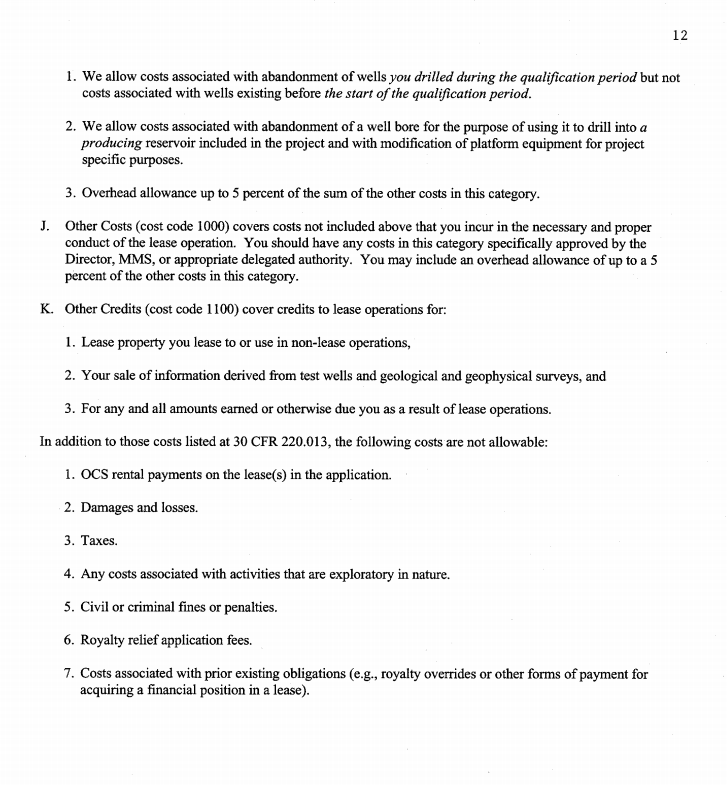 12
1. We allow costs associated with abandonment of wells you drilled during the qualification period but not
costs associated with wells existing before the start of the qualification period.
2. We allow costs associated with abandonment of a well bore for the purpose of using it to drill into a
producing reservoir included in the project and with modification of platform equipment for project
specific purposes.
3. Overhead allowance up to 5 percent of the sum of the other costs in this category.
J. Other Costs (cost code 1000) covers costs not included above that you incur in the necessary and proper
conduct of the lease operation. You should have any costs in this category specifically approved by the
Director, MMS, or appropriate delegated authority. You may include an overhead allowance of up to a 5
percent of the other costs in this category.
K. Other Credits (cost code 1100) cover credits to lease operations for:
1. Lease property you lease to or use in non-lease operations,
2. Your sale of information derived from test wells and geological and geophysical surveys, and
3. For any and all amounts earned or otherwise due you as a result of lease operations.
In addition to those costs listed at 30 CFR 220.013, the following costs are not allowable:
1. OCS rental payments on the lease(s) in the application.
2. Damages and losses.
3. Taxes.
4. Any costs associated with activities that are exploratory in nature.
5. Civil or criminal fines or penalties.
6. Royalty relief application fees.
7. Costs associated with prior existing obligations (e.g., royalty overrides or other forms of payment for
acquiring a financial position in a lease).